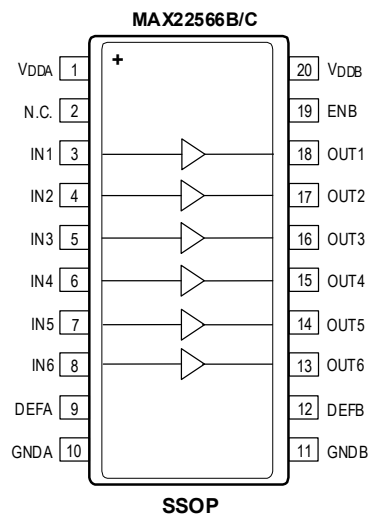 MAX22566B/C
+
VDDA 1 20 VDDB
N.C. 2 19 ENB
IN1 3 18 OUT1
IN2 4 17 OUT2
IN3 5 16 OUT3
IN4 6 15 OUT4
IN5 7 14 OUT5
IN6 8 13 OUT6
DEFA 9 12 DEFB
GNDA 10 11 GNDB
SSOP